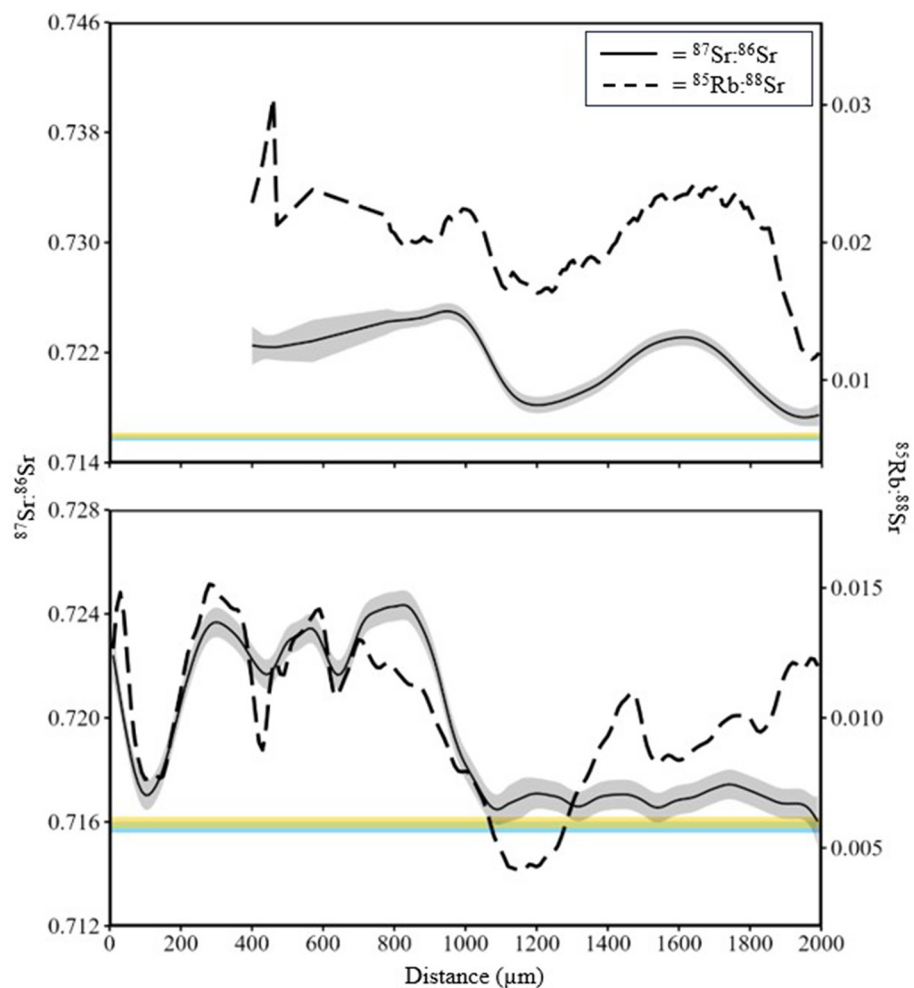 0.746
0.738
0.730
0.722
0.714
0.03
0.02
0.01
— = ⁸⁷Sr:⁸⁶Sr
--- = ⁸⁵Rb:⁸⁸Sr
⁸⁷Sr:⁸⁶Sr
⁸⁵Rb:⁸⁸Sr
0.728
0.724
0.720
0.716
0.712
0.015
0.010
0.005
0 200 400 600 800 1000 1200 1400 1600 1800 2000
Distance (µm)